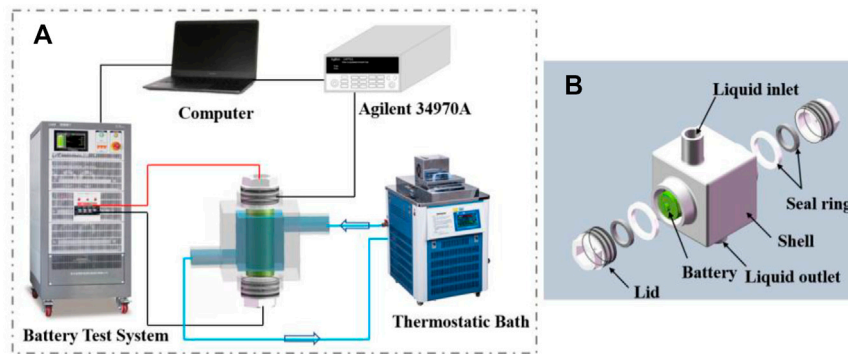 A
Computer
Agilent 34970A
Battery Test System
Thermostatic Bath
B
Liquid inlet
Seal ring
Shell
Battery
Liquid outlet
Lid